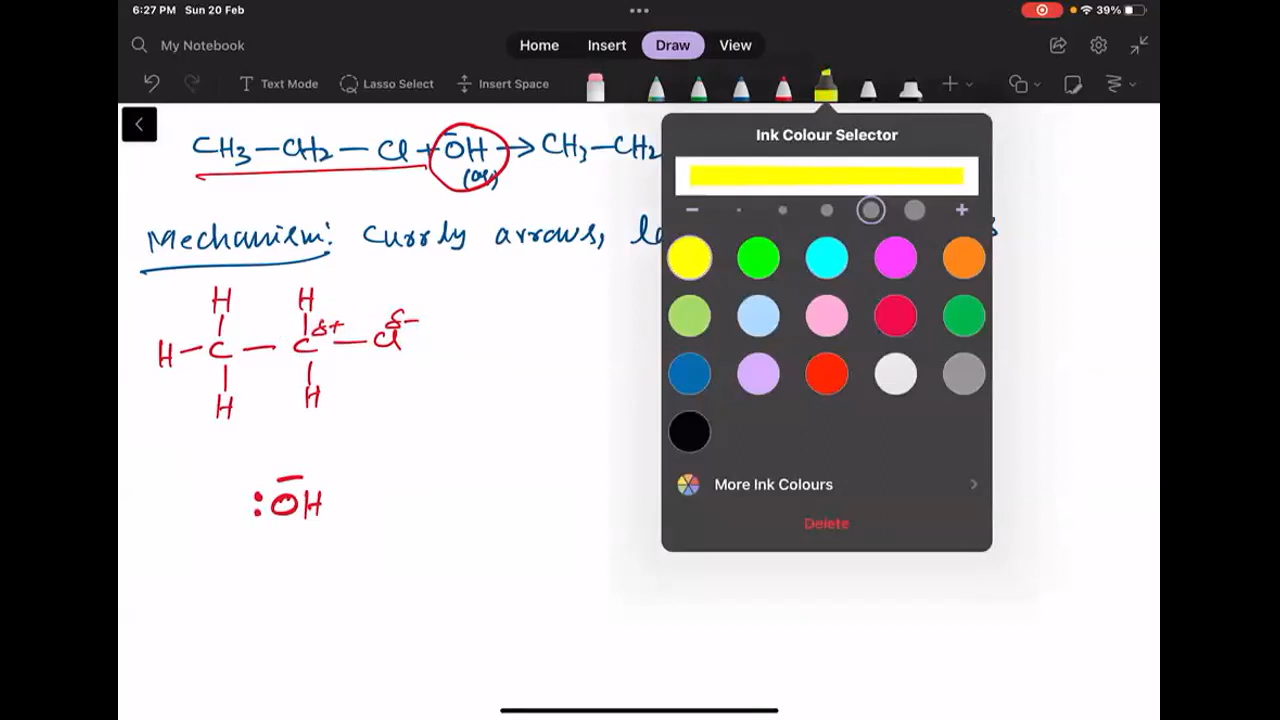 6:27 PM Sun 20 Feb
39%
My Notebook
Home Insert Draw View
Text Mode Lasso Select Insert Space
Ink Colour Selector
CH3 — CH2 — Cl + ŌH → CH3 — CH2
(aq)
Mechanism: Currly arrows, l
s
H H
H — C — C δ+ — Cl δ−
H H
: ŌH
More Ink Colours
Delete